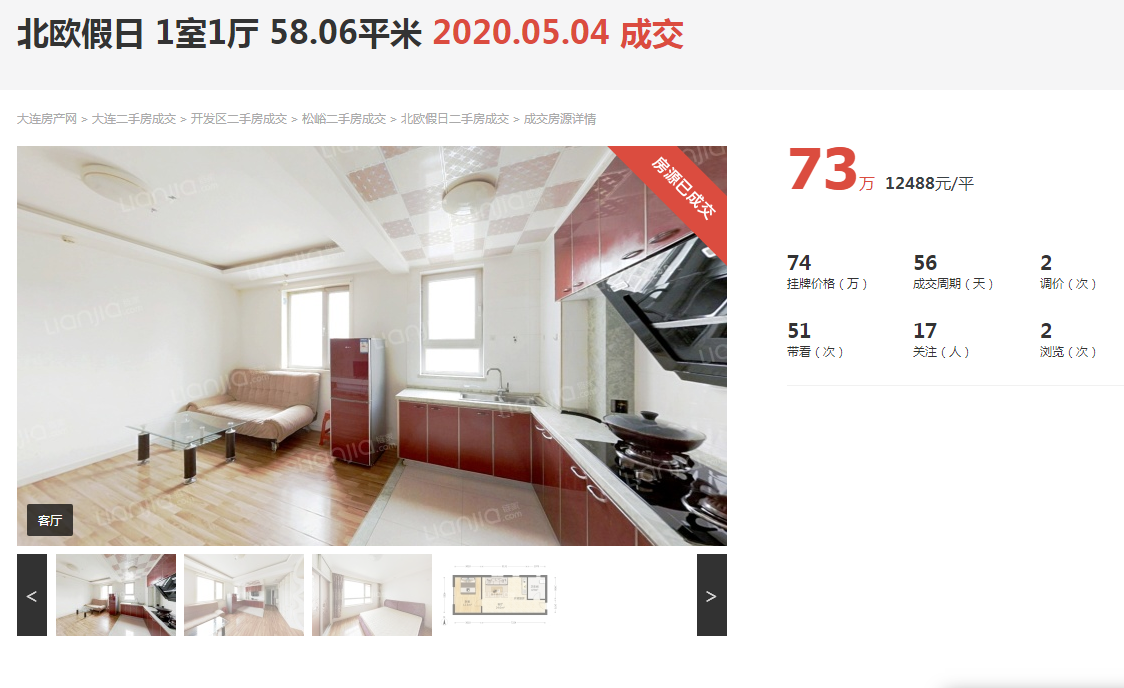 北欧假日 1室1厅 58.06平米 2020.05.04 成交
大连房产网 > 大连二手房成交 > 开发区二手房成交 > 松峪二手房成交 > 北欧假日二手房成交 > 成交房源详情
房源已成交
73万 12488元/平
74 56 2
挂牌价格（万） 成交周期（天） 调价（次）
51 17 2
带看（次） 关注（人） 浏览（次）
lianjia 链家.com
客厅
< >